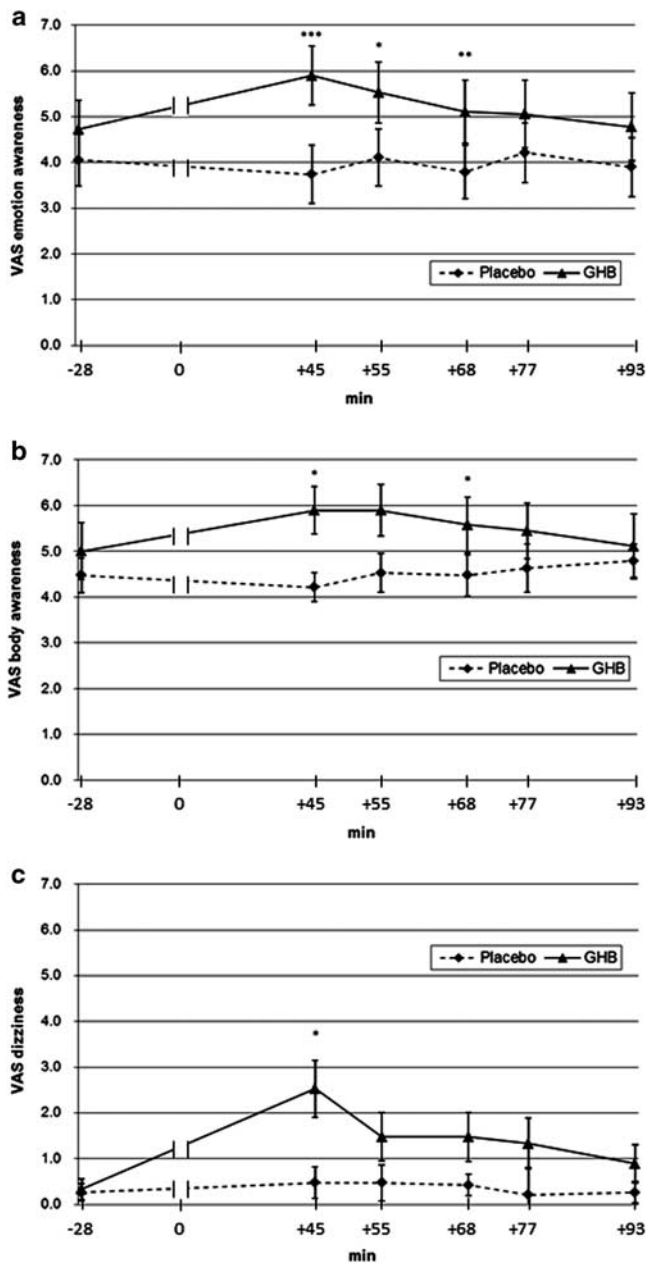 a
VAS emotion awareness
7.0
6.0
5.0
4.0
3.0
2.0
1.0
0.0
*** * **
Placebo GHB
-28 0 +45 +55 +68 +77 +93
min
b
VAS body awareness
7.0
6.0
5.0
4.0
3.0
2.0
1.0
0.0
* *
Placebo GHB
-28 0 +45 +55 +68 +77 +93
min
c
VAS dizziness
7.0
6.0
5.0
4.0
3.0
2.0
1.0
0.0
*
Placebo GHB
-28 0 +45 +55 +68 +77 +93
min